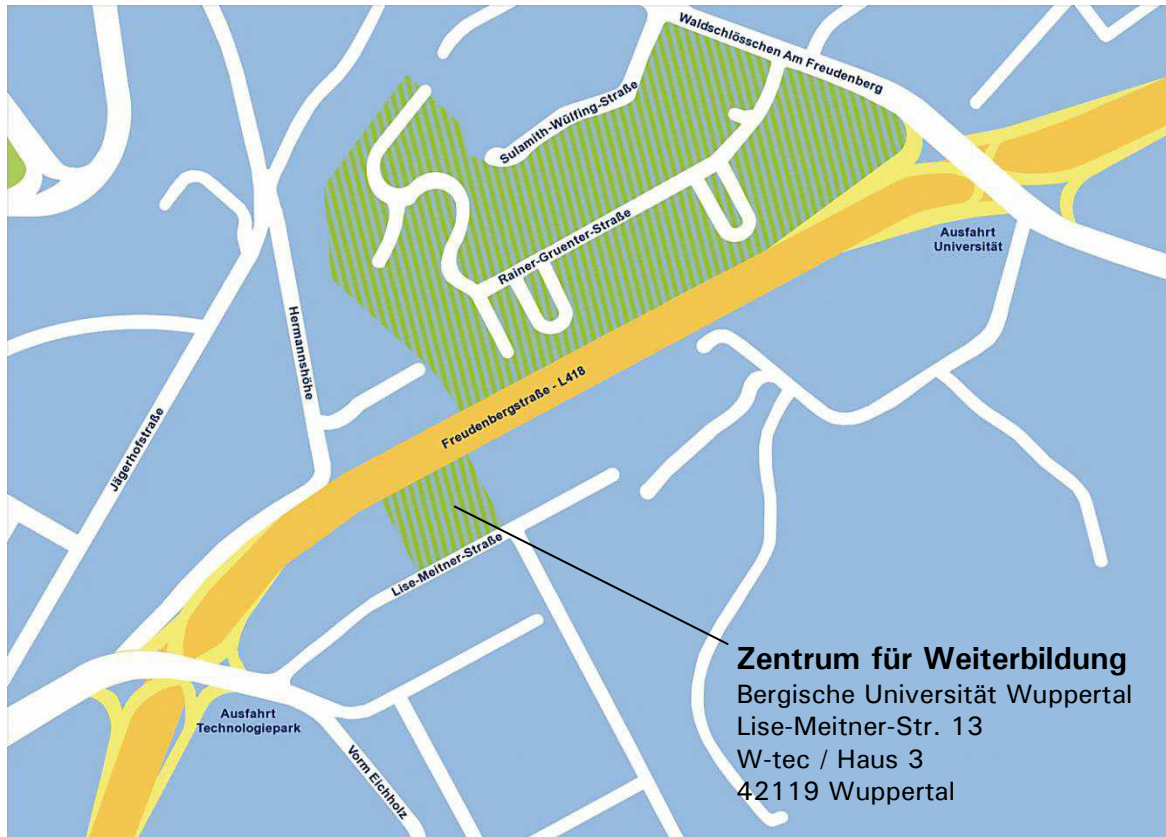 Waldschlösschen Am Freudenberg
Sulamith-Wülfing-Straße
Rainer-Gruenter-Straße
Ausfahrt
Universität
Hermannshöhe
Jägerhofstraße
Freudenbergstraße - L418
Lise-Meitner-Straße
Ausfahrt
Technologiepark
Vorm Eichholz
Zentrum für Weiterbildung
Bergische Universität Wuppertal
Lise-Meitner-Str. 13
W-tec / Haus 3
42119 Wuppertal